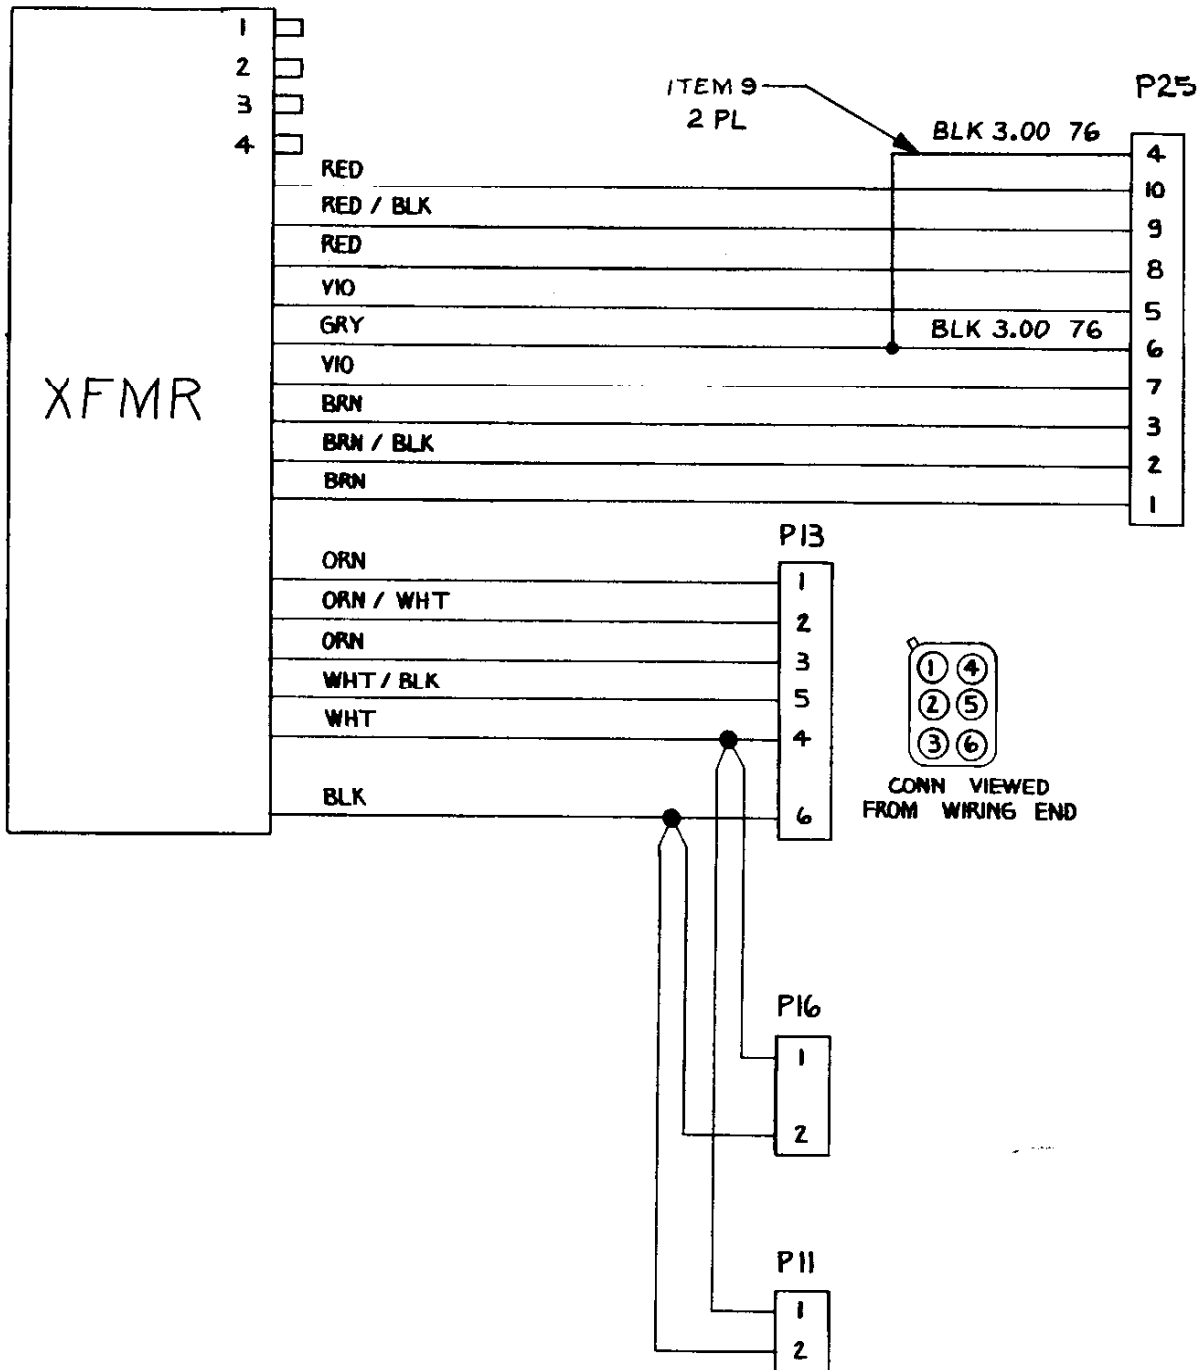 1
2
3
4
XFMR
ITEM 9
2 PL
P25
BLK 3.00 76
4
RED
10
RED / BLK
9
RED
8
VIO
5
GRY
BLK 3.00 76
6
VIO
7
BRN
3
BRN / BLK
2
BRN
1
P13
ORN
1
ORN / WHT
2
ORN
3
WHT / BLK
5
WHT
4
BLK
6
1 4
2 5
3 6
CONN VIEWED
FROM WIRING END
P16
1
2
P11
1
2